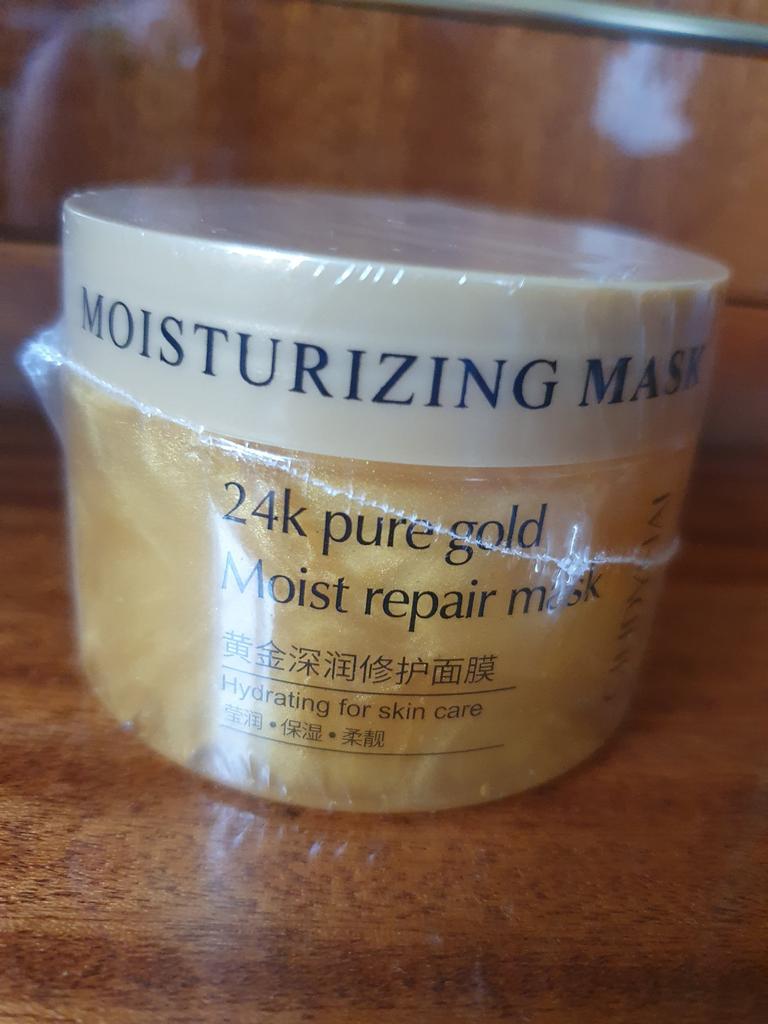 MOISTURIZING MASK
24k pure gold
Moist repair mask
黄金深润修护面膜
Hydrating for skin care
莹润•保湿•柔靓